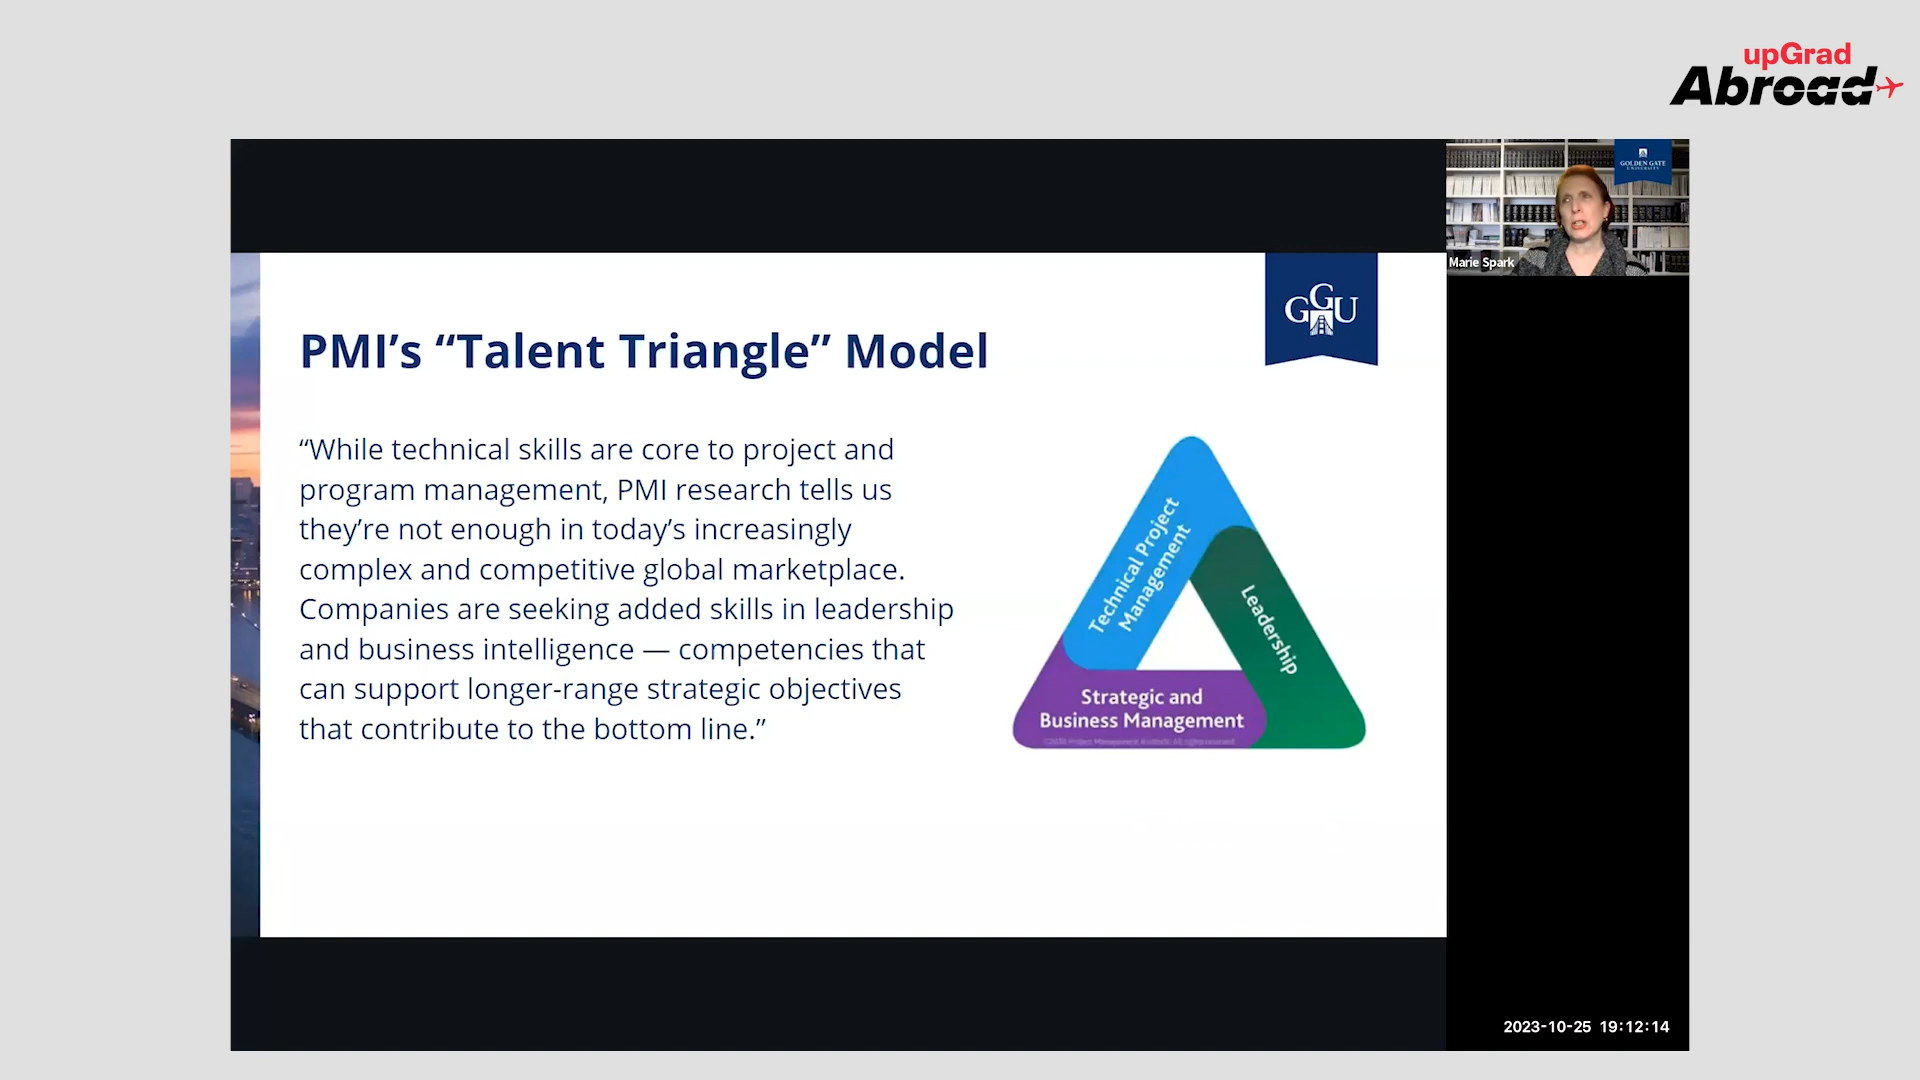 upGrad
Abroad
GOLDEN GATE
UNIVERSITY
Marie Spark
GGU
PMI’s “Talent Triangle” Model
“While technical skills are core to project and
program management, PMI research tells us
they’re not enough in today’s increasingly
complex and competitive global marketplace.
Companies are seeking added skills in leadership
and business intelligence — competencies that
can support longer-range strategic objectives
that contribute to the bottom line.”
Technical Project
Management
Leadership
Strategic and
Business Management
2023-10-25 19:12:14